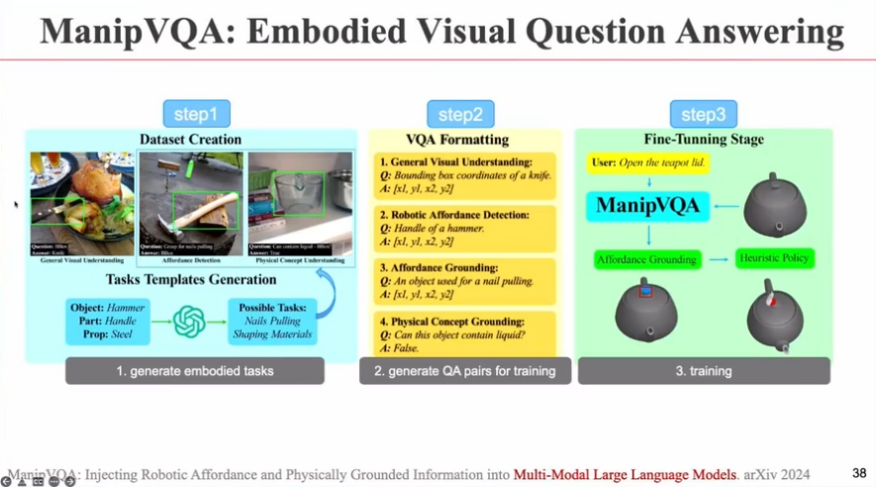 ManipVQA: Embodied Visual Question Answering
step1
Dataset Creation
Question: BBox
Answer: Knife
General Visual Understanding
Question: Grasp for nails pulling
Answer: BBox
Affordance Detection
Question: Can contain liquid - BBox
Answer: True
Physical Concept Understanding
Tasks Templates Generation
Object: Hammer
Part: Handle
Prop: Steel
Possible Tasks:
Nails Pulling
Shaping Materials
1. generate embodied tasks
step2
VQA Formatting
1. General Visual Understanding:
Q: Bounding box coordinates of a knife.
A: [x1, y1, x2, y2]
2. Robotic Affordance Detection:
Q: Handle of a hammer.
A: [x1, y1, x2, y2]
3. Affordance Grounding:
Q: An object used for a nail pulling.
A: [x1, y1, x2, y2]
4. Physical Concept Grounding:
Q: Can this object contain liquid?
A: False.
2. generate QA pairs for training
step3
Fine-Tunning Stage
User: Open the teapot lid.
ManipVQA
Affordance Grounding
Heuristic Policy
3. training
ManipVQA: Injecting Robotic Affordance and Physically Grounded Information into Multi-Modal Large Language Models. arXiv 2024
38